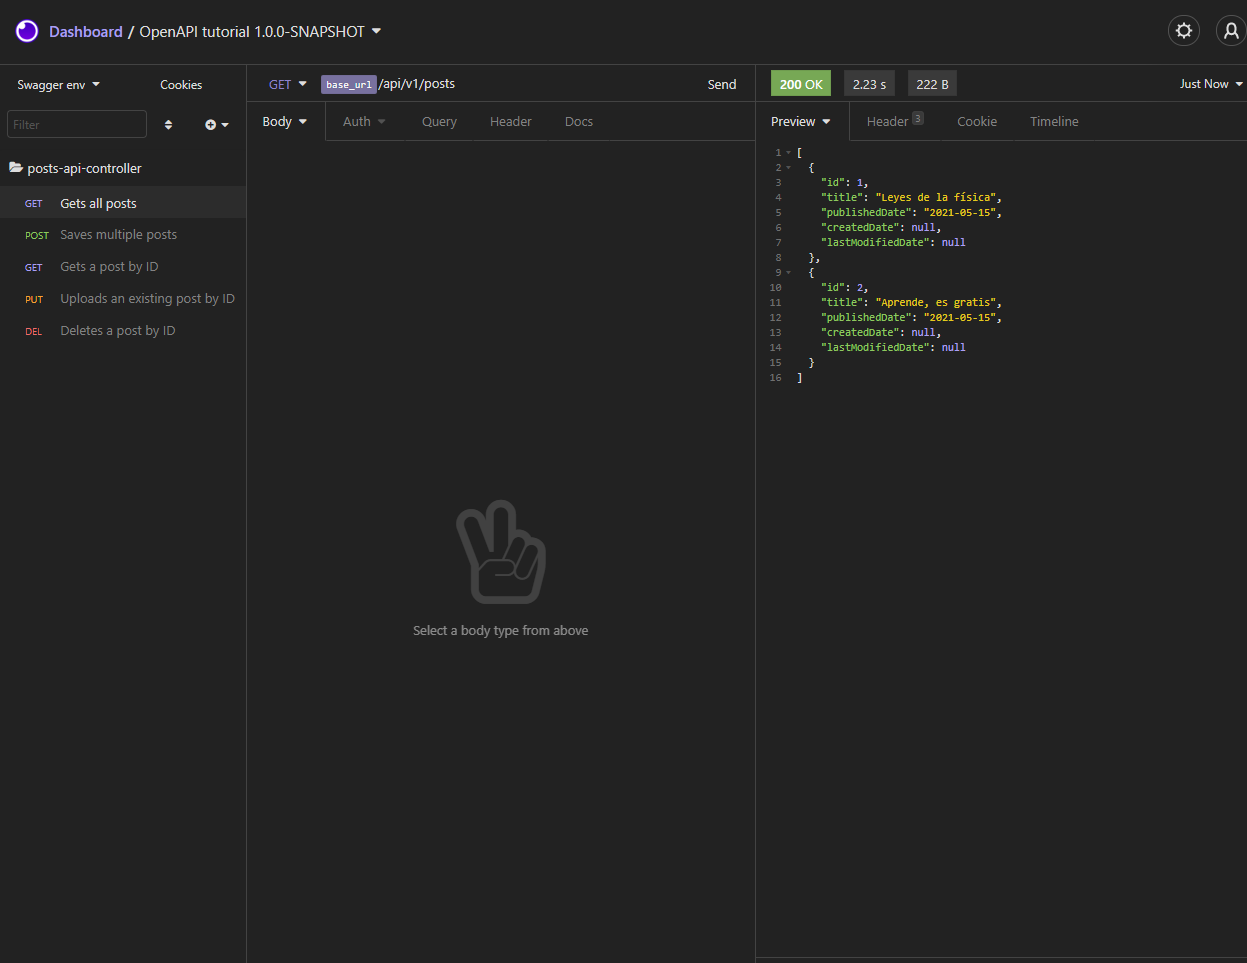 Dashboard / OpenAPI tutorial 1.0.0-SNAPSHOT
Swagger env
Cookies
Filter
posts-api-controller
GET Gets all posts
POST Saves multiple posts
GET Gets a post by ID
PUT Uploads an existing post by ID
DEL Deletes a post by ID
GET base_url/api/v1/posts Send
Body Auth Query Header Docs
Select a body type from above
200 OK 2.23 s 222 B Just Now
Preview Header 3 Cookie Timeline
1 [
2 {
3 "id": 1,
4 "title": "Leyes de la física",
5 "publishedDate": "2021-05-15",
6 "createdDate": null,
7 "lastModifiedDate": null
8 },
9 {
10 "id": 2,
11 "title": "Aprende, es gratis",
12 "publishedDate": "2021-05-15",
13 "createdDate": null,
14 "lastModifiedDate": null
15 }
16 ]